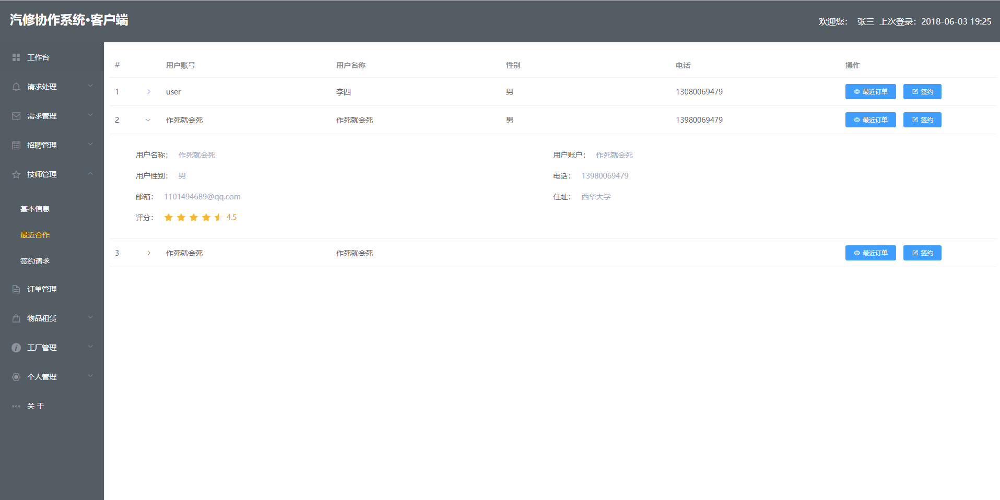 汽修协作系统•客户端
欢迎您： 张三 上次登录：2018-06-03 19:25
工作台
请求处理
需求管理
招聘管理
技师管理
基本信息
最近合作
签约请求
订单管理
物品租赁
工厂管理
个人管理
关 于
# 用户账号 用户名称 性别 电话 操作
1 user 李四 男 13080069479 最近订单 签约
2 作死就会死 作死就会死 男 13980069479 最近订单 签约
用户名称： 作死就会死 用户账户： 作死就会死
用户性别： 男 电话： 13980069479
邮箱： 1101494689@qq.com 住址： 西华大学
评分： 4.5
3 作死就会死 作死就会死 最近订单 签约